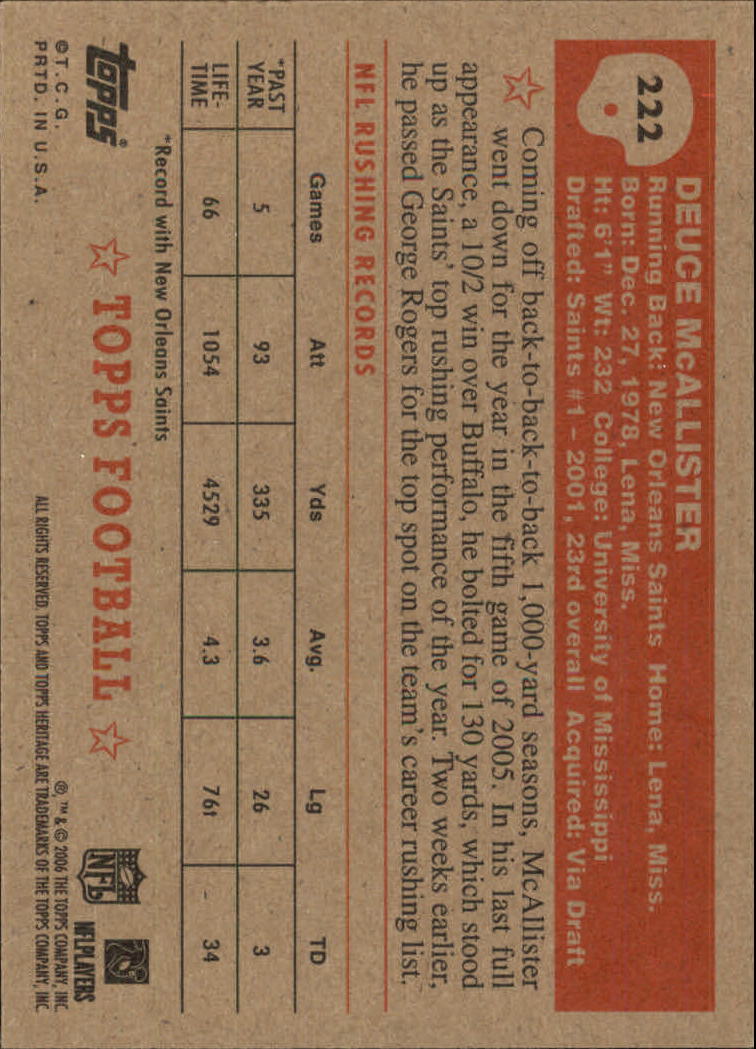 222
DEUCE McALLISTER
Running Back: New Orleans Saints Home: Lena, Miss.
Born: Dec. 27, 1978, Lena, Miss.
Ht: 6'1" Wt: 232 College: University of Mississippi
Drafted: Saints #1 - 2001, 23rd overall Acquired: Via Draft
Coming off back-to-back-to-back 1,000-yard seasons, McAllister
went down for the year in the fifth game of 2005. In his last full
appearance, a 10/2 win over Buffalo, he bolted for 130 yards, which stood
up as the Saints' top rushing performance of the year. Two weeks earlier,
he passed George Rogers for the top spot on the team's career rushing list.
NFL RUSHING RECORDS
Games Att Yds Avg. Lg TD
*PAST
YEAR 5 93 335 3.6 26 3
LIFE-
TIME 66 1054 4529 4.3 76t 34
*Record with New Orleans Saints
topps®
©T.C.G.
PRTD. IN U.S.A.
TOPPS FOOTBALL
NFL
NFLPLAYERS
®, ™ & © 2006 THE TOPPS COMPANY, INC.
ALL RIGHTS RESERVED. TOPPS AND TOPPS HERITAGE ARE TRADEMARKS OF THE TOPPS COMPANY, INC.